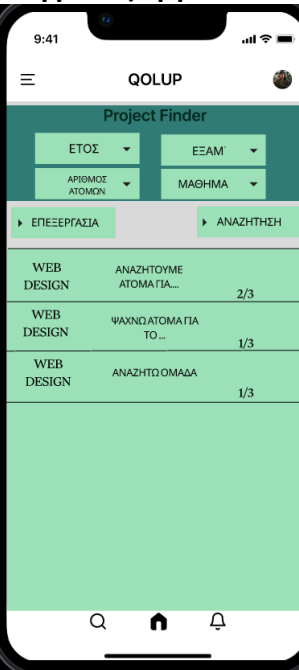 9:41
QOLUP
Project Finder
ΕΤΟΣ
ΕΞΑΜ'
ΑΡΙΘΜΟΣ
ΑΤΟΜΩΝ
ΜΑΘΗΜΑ
ΕΠΕΞΕΡΓΑΣΙΑ
ΑΝΑΖΗΤΗΣΗ
WEB
DESIGN
ΑΝΑΖΗΤΟΥΜΕ
ΑΤΟΜΑ ΓΙΑ....
2/3
WEB
DESIGN
ΨΑΧΝΩ ΑΤΟΜΑ ΓΙΑ
ΤΟ ...
1/3
WEB
DESIGN
ΑΝΑΖΗΤΩ ΟΜΑΔΑ
1/3